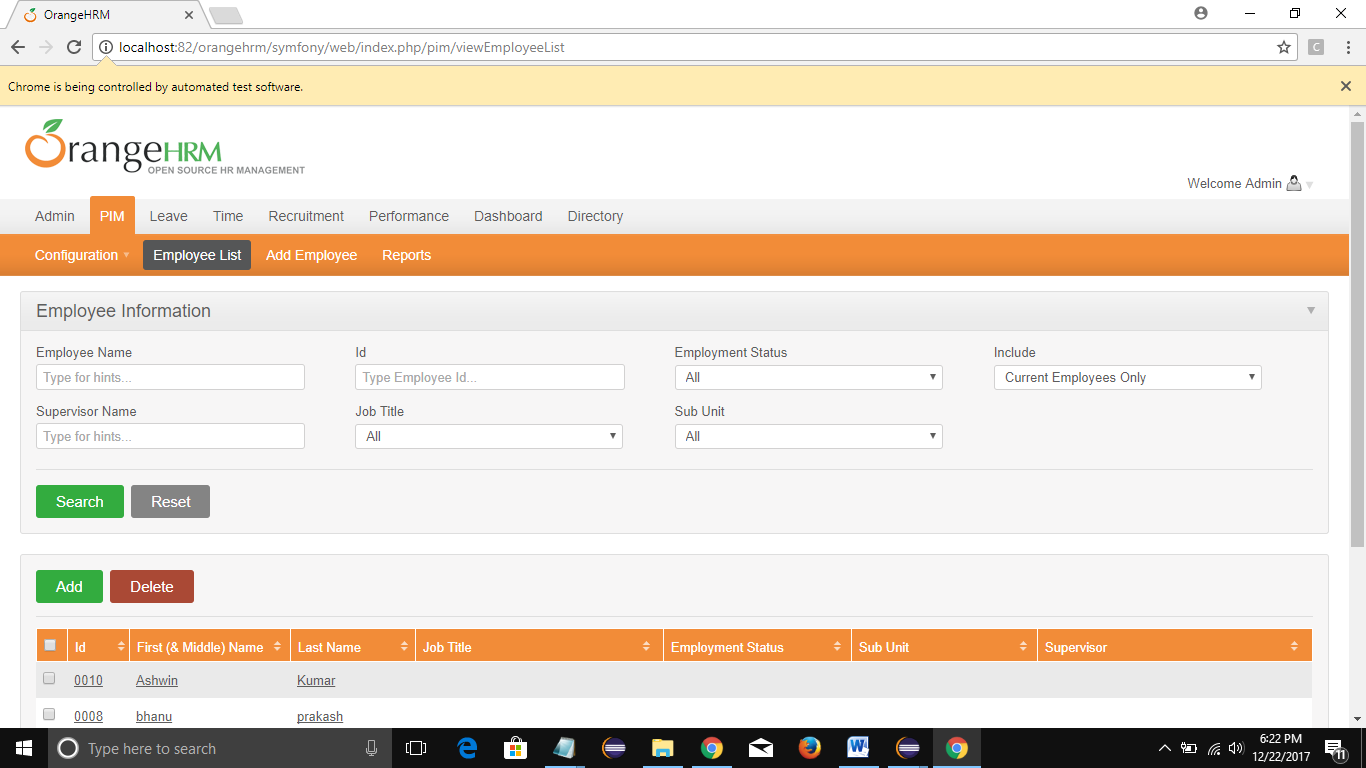 OrangeHRM
localhost:82/orangehrm/symfony/web/index.php/pim/viewEmployeeList
C
Chrome is being controlled by automated test software.
OrangeHRM
OPEN SOURCE HR MANAGEMENT
Welcome Admin
Admin PIM Leave Time Recruitment Performance Dashboard Directory
Configuration Employee List Add Employee Reports
Employee Information
Employee Name Id Employment Status Include
Type for hints... Type Employee Id... All Current Employees Only
Supervisor Name Job Title Sub Unit
Type for hints... All All
Search Reset
Add Delete
Id First (& Middle) Name Last Name Job Title Employment Status Sub Unit Supervisor
0010 Ashwin Kumar
0008 bhanu prakash
Type here to search
6:22 PM
12/22/2017
11